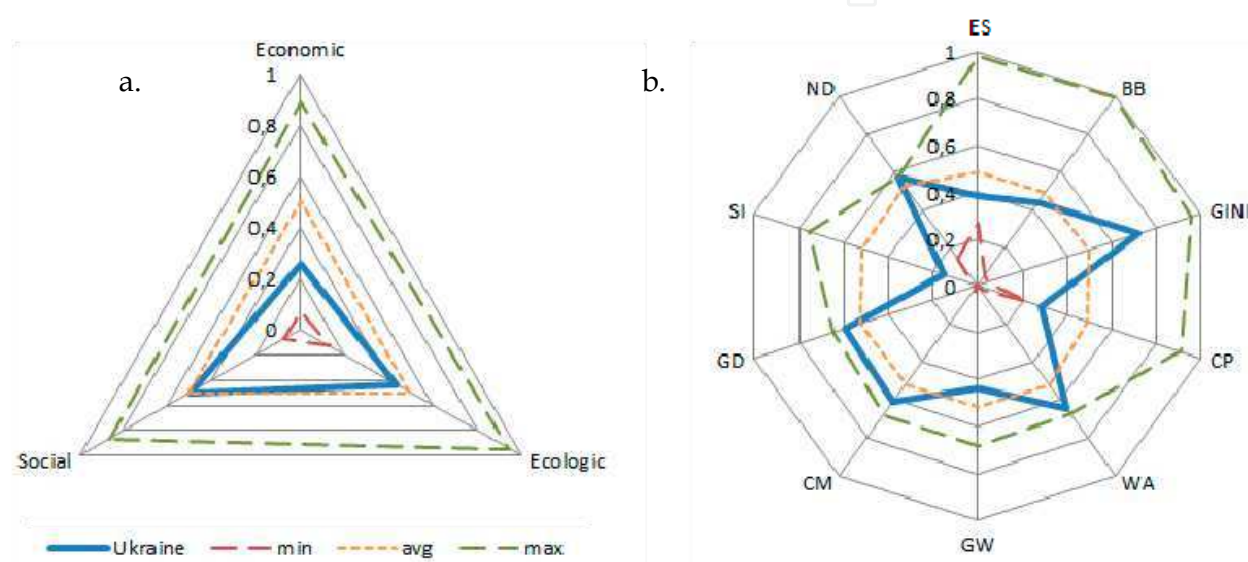 a.
Economic
1
0,8
0,6
0,4
0,2
0
Social
Ecologic
Ukraine
min
avg
max
b.
ES
1
0,8
0,6
0,4
0,2
0
BB
GINI
CP
WA
GW
CM
GD
SI
ND